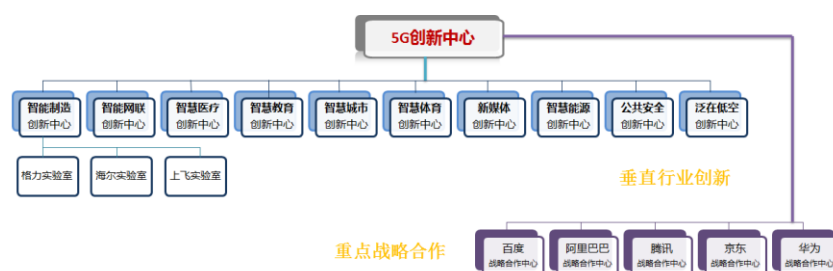 5G创新中心
智能制造
创新中心
智能网联
创新中心
智慧医疗
创新中心
智慧教育
创新中心
智慧城市
创新中心
智慧体育
创新中心
新媒体
创新中心
智慧能源
创新中心
公共安全
创新中心
泛在低空
创新中心
格力实验室
海尔实验室
上飞实验室
垂直行业创新
重点战略合作
百度
战略合作中心
阿里巴巴
战略合作中心
腾讯
战略合作中心
京东
战略合作中心
华为
战略合作中心